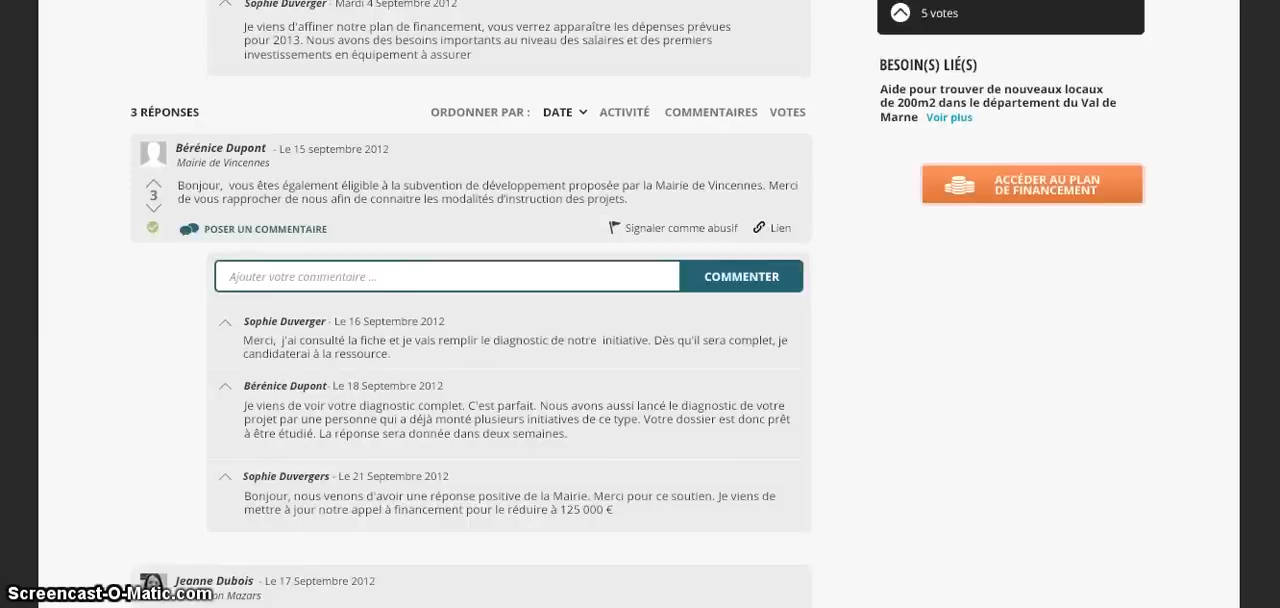 Sophie Duverger - Mardi 4 Septembre 2012
Je viens d'affiner notre plan de financement, vous verrez apparaître les dépenses prévues
pour 2013. Nous avons des besoins importants au niveau des salaires et des premiers
investissements en équipement à assurer
5 votes
BESOIN(S) LIÉ(S)
Aide pour trouver de nouveaux locaux
de 200m2 dans le département du Val de
Marne Voir plus
ACCÉDER AU PLAN
DE FINANCEMENT
3 RÉPONSES
ORDONNER PAR : DATE ACTIVITÉ COMMENTAIRES VOTES
Bérénice Dupont - Le 15 septembre 2012
Mairie de Vincennes
3
Bonjour, vous êtes également éligible à la subvention de développement proposée par la Mairie de Vincennes. Merci
de vous rapprocher de nous afin de connaitre les modalités d'instruction des projets.
POSER UN COMMENTAIRE
Signaler comme abusif
Lien
Ajouter votre commentaire ...
COMMENTER
Sophie Duverger - Le 16 Septembre 2012
Merci, j'ai consulté la fiche et je vais remplir le diagnostic de notre initiative. Dès qu'il sera complet, je
candidaterai à la ressource.
Bérénice Dupont- Le 18 Septembre 2012
Je viens de voir votre diagnostic complet. C'est parfait. Nous avons aussi lancé le diagnostic de votre
projet par une personne qui a déjà monté plusieurs initiatives de ce type. Votre dossier est donc prêt
à être étudié. La réponse sera donnée dans deux semaines.
Sophie Duvergers - Le 21 Septembre 2012
Bonjour, nous venons d'avoir une réponse positive de la Mairie. Merci pour ce soutien. Je viens de
mettre à jour notre appel à financement pour le réduire à 125 000 €
Jeanne Dubois - Le 17 Septembre 2012
Mazars
Screencast-O-Matic.com